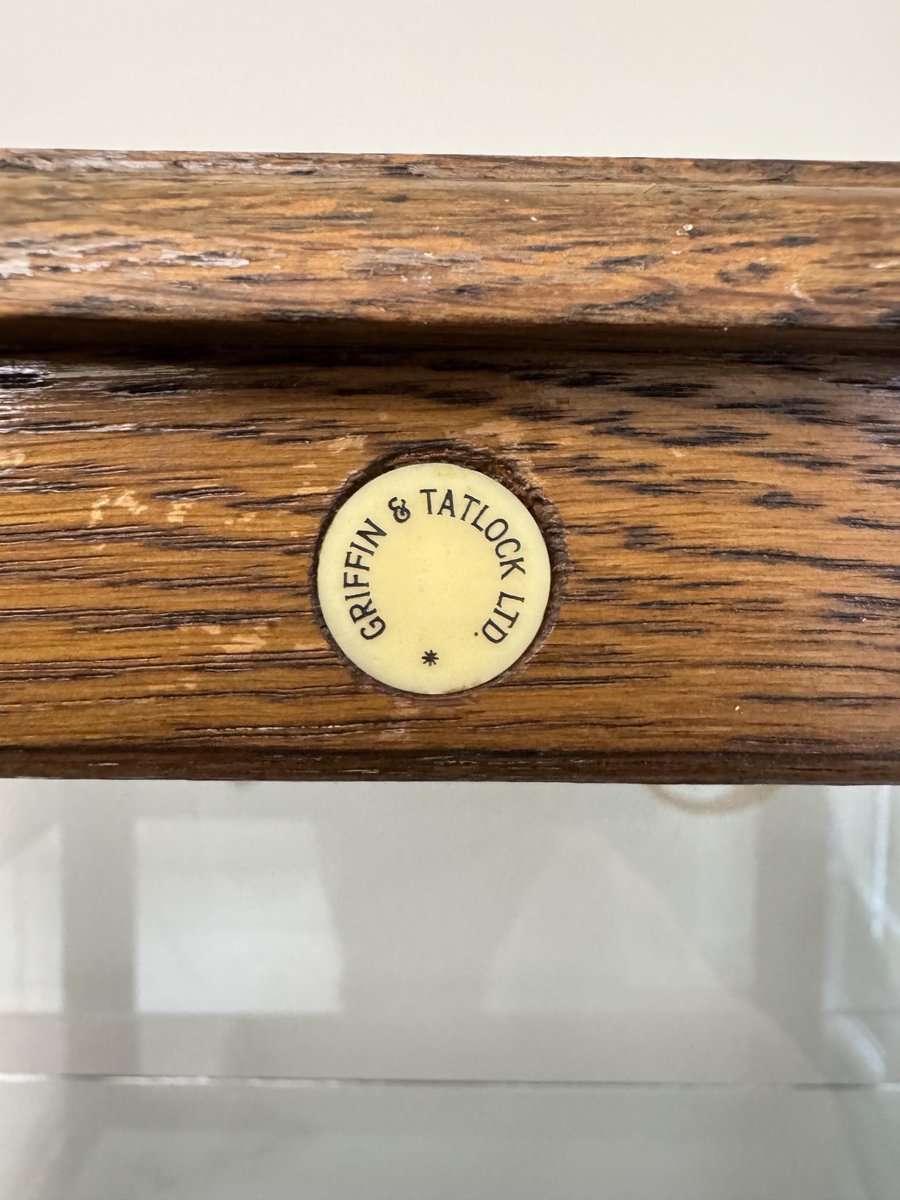 GRIFFIN & TATLOCK LTD
*